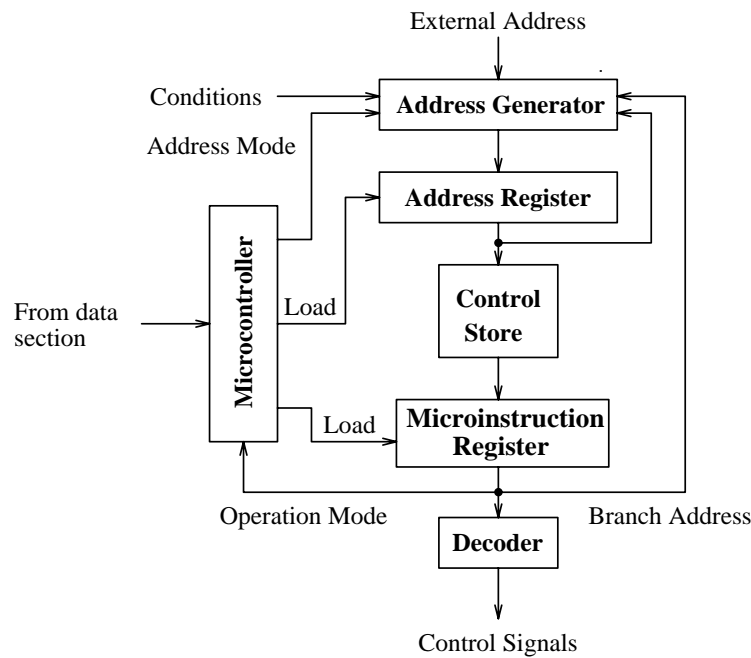 External Address
Conditions
Address Generator
Address Mode
Address Register
Microcontroller
From data
section
Load
Control
Store
Load
Microinstruction
Register
Operation Mode
Branch Address
Decoder
Control Signals